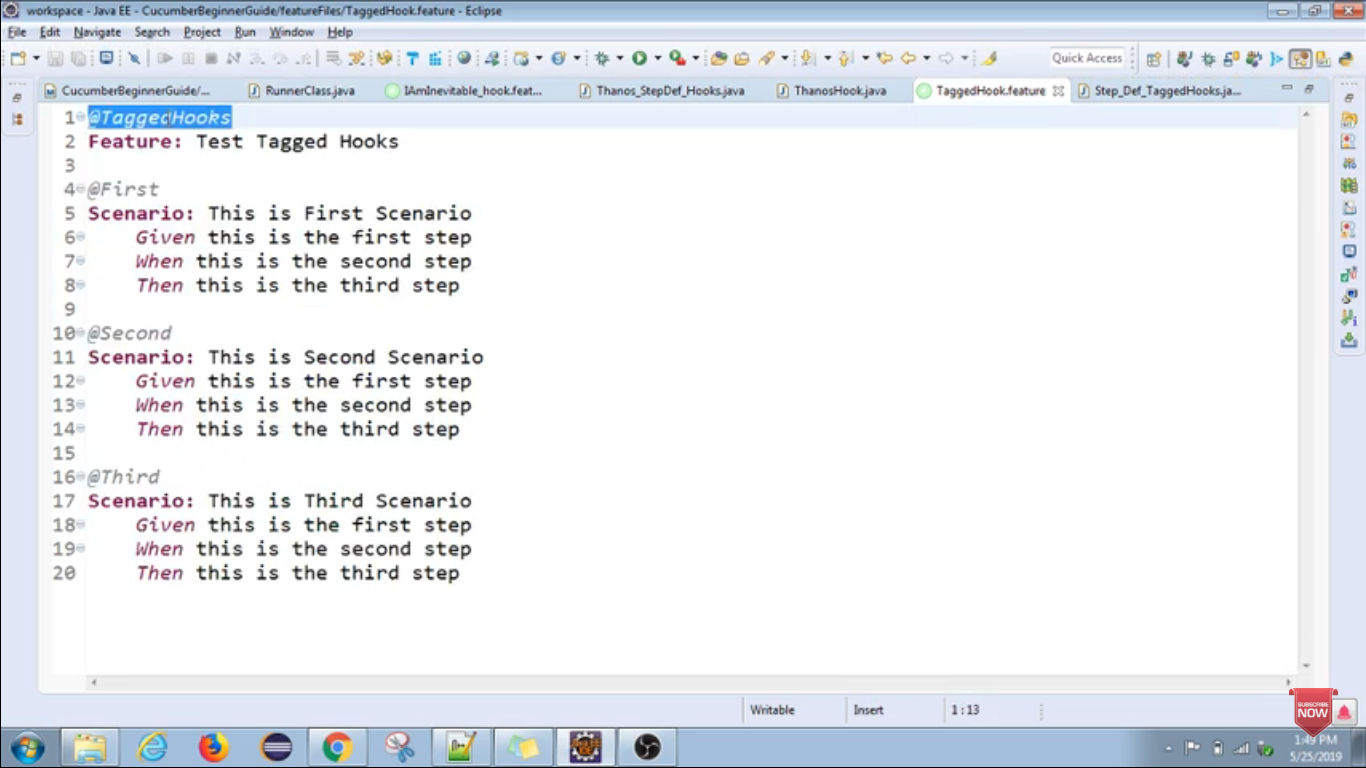 workspace - Java EE - CucumberBeginnerGuide/featureFiles/TaggedHook.feature - Eclipse
File Edit Navigate Search Project Run Window Help
Quick Access
CucumberBeginnerGuide/... RunnerClass.java IAmInevitable_hook.feat... Thanos_StepDef_Hooks.java ThanosHook.java TaggedHook.feature Step_Def_TaggedHooks.ja...
1 @TaggedHooks
2 Feature: Test Tagged Hooks
3
4 @First
5 Scenario: This is First Scenario
6 Given this is the first step
7 When this is the second step
8 Then this is the third step
9
10 @Second
11 Scenario: This is Second Scenario
12 Given this is the first step
13 When this is the second step
14 Then this is the third step
15
16 @Third
17 Scenario: This is Third Scenario
18 Given this is the first step
19 When this is the second step
20 Then this is the third step
Writable Insert 1:13
SUBSCRIBE
NOW
1:49 PM
5/25/2019